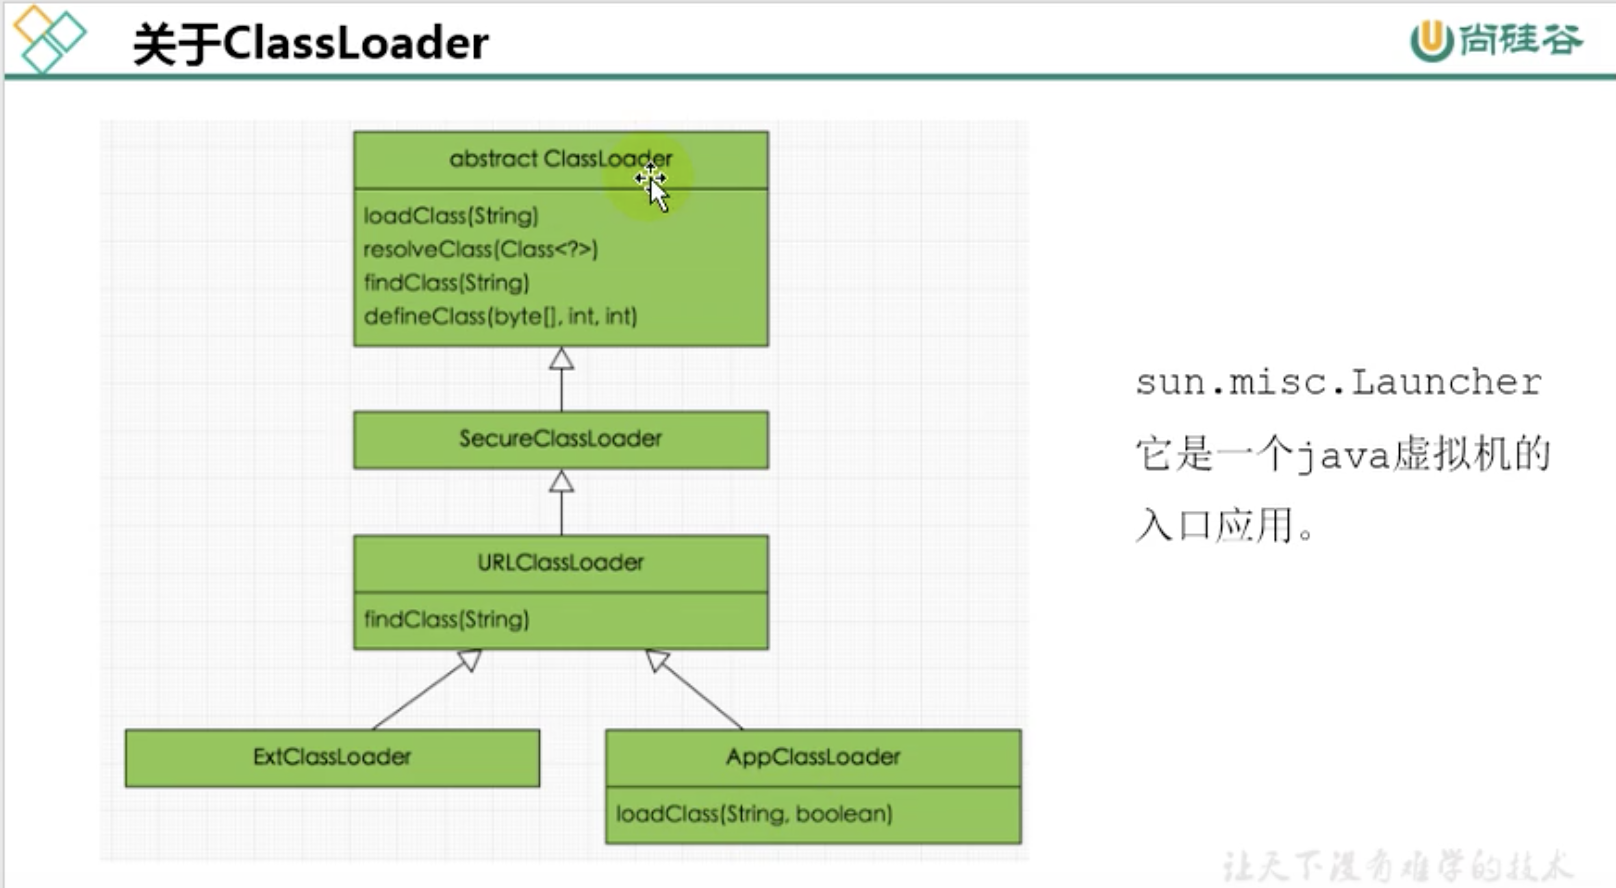 关于ClassLoader
尚硅谷
abstract ClassLoader
loadClass(String)
resolveClass(Class<?>)
findClass(String)
defineClass(byte[], int, int)
SecureClassLoader
URLClassLoader
findClass(String)
ExtClassLoader
AppClassLoader
loadClass(String, boolean)
sun.misc.Launcher
它是一个java虚拟机的
入口应用。
让天下没有难学的技术